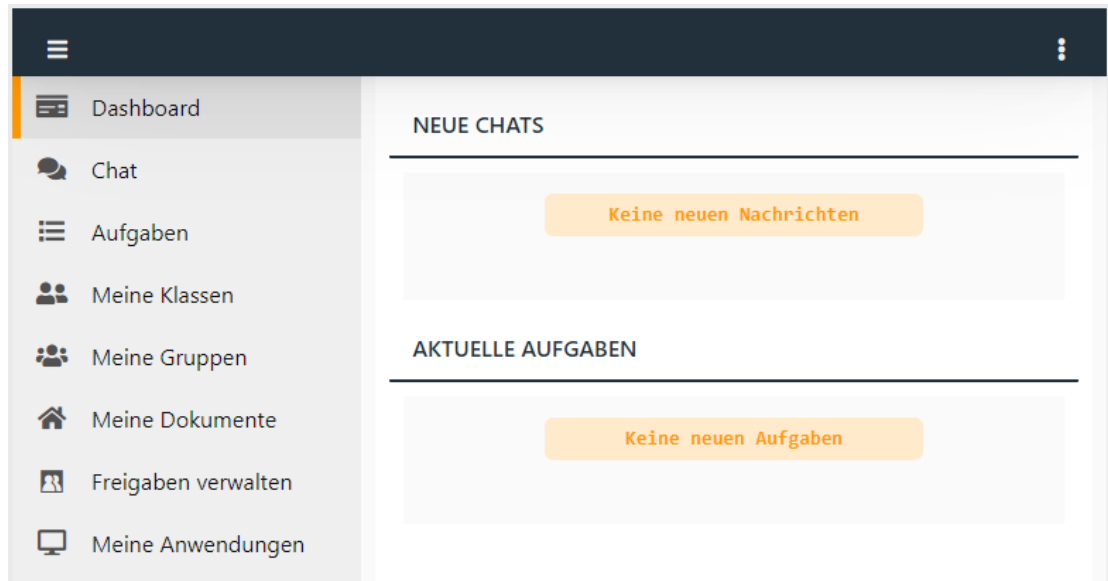 Dashboard
Chat
Aufgaben
Meine Klassen
Meine Gruppen
Meine Dokumente
Freigaben verwalten
Meine Anwendungen
NEUE CHATS
Keine neuen Nachrichten
AKTUELLE AUFGABEN
Keine neuen Aufgaben